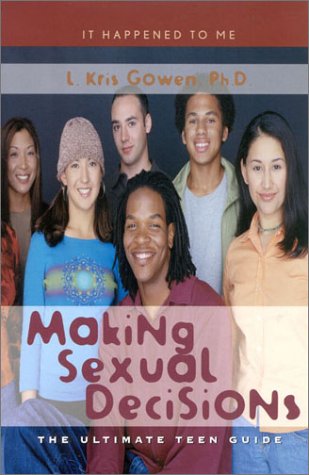 IT HAPPENED TO ME
L. Kris Gowen, Ph.D.
Making
Sexual
Decisions
THE ULTIMATE TEEN GUIDE